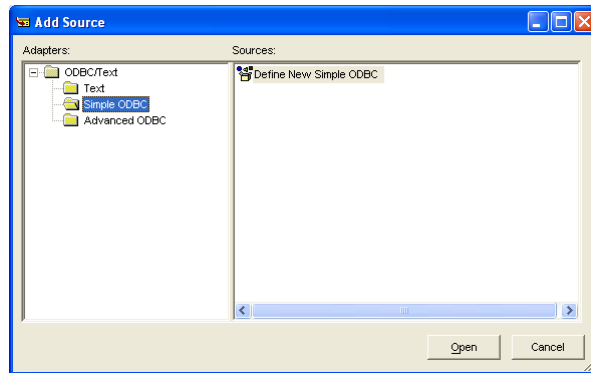 Add Source
Adapters:
Sources:
ODBC/Text
Text
Simple ODBC
Advanced ODBC
Define New Simple ODBC
Open
Cancel